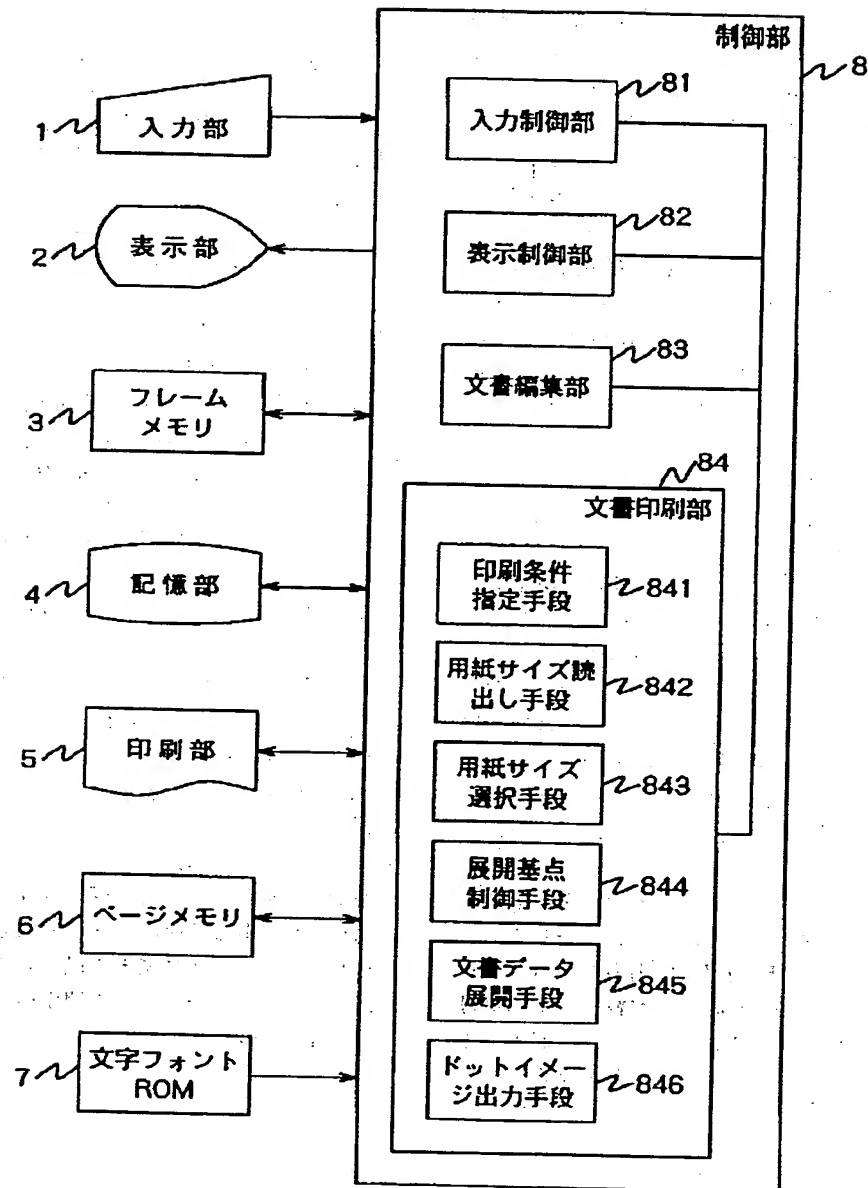 制御部
8
1
入力部
81
入力制御部
2
表示部
82
表示制御部
3
フレーム
メモリ
83
文書編集部
84
文書印刷部
4
記憶部
印刷条件
指定手段
841
用紙サイズ読
出し手段
842
5
印刷部
用紙サイズ
選択手段
843
6
ページメモリ
展開基点
制御手段
844
文書データ
展開手段
845
7
文字フォント
ROM
ドットイメー
ジ出力手段
846